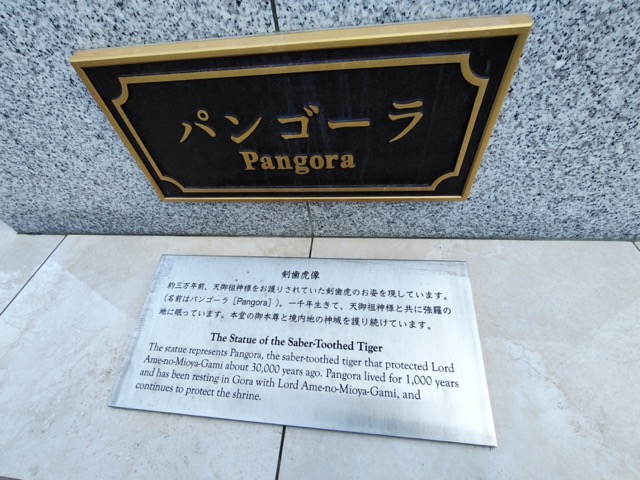 パンゴーラ
Pangora
剣歯虎像
約三万年前、天御祖神様をお護りされていた剣歯虎のお姿を現しています。
(名前はパンゴーラ［Pangora］)。一千年生きて、天御祖神様と共に強羅の
地に眠っています。本堂の御本尊と境内地の神域を護り続けています。
The Statue of the Saber-Toothed Tiger
The statue represents Pangora, the saber-toothed tiger that protected Lord
Ame-no-Mioya-Gami about 30,000 years ago. Pangora lived for 1,000 years
and has been resting in Gora with Lord Ame-no-Mioya-Gami, and
continues to protect the shrine.